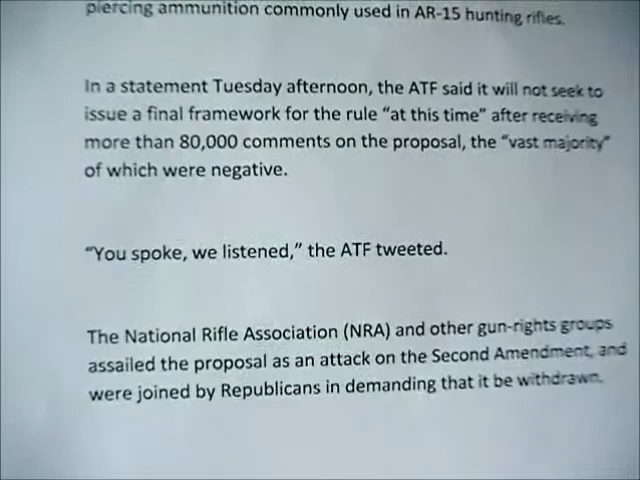 piercing ammunition commonly used in AR-15 hunting rifles.
In a statement Tuesday afternoon, the ATF said it will not seek to
issue a final framework for the rule “at this time” after receiving
more than 80,000 comments on the proposal, the “vast majority”
of which were negative.
“You spoke, we listened,” the ATF tweeted.
The National Rifle Association (NRA) and other gun-rights groups
assailed the proposal as an attack on the Second Amendment, and
were joined by Republicans in demanding that it be withdrawn.